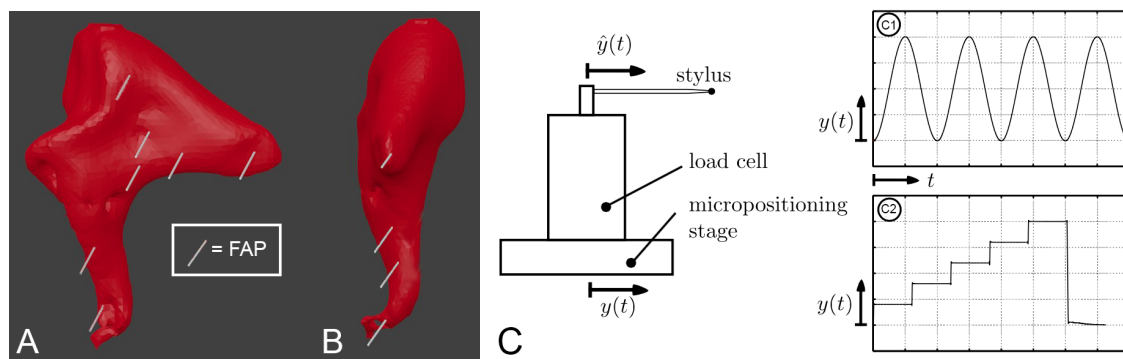 A
= FAP
B
C
ŷ(t)
stylus
load cell
micropositioning
stage
y(t)
C1
y(t)
t
C2
y(t)